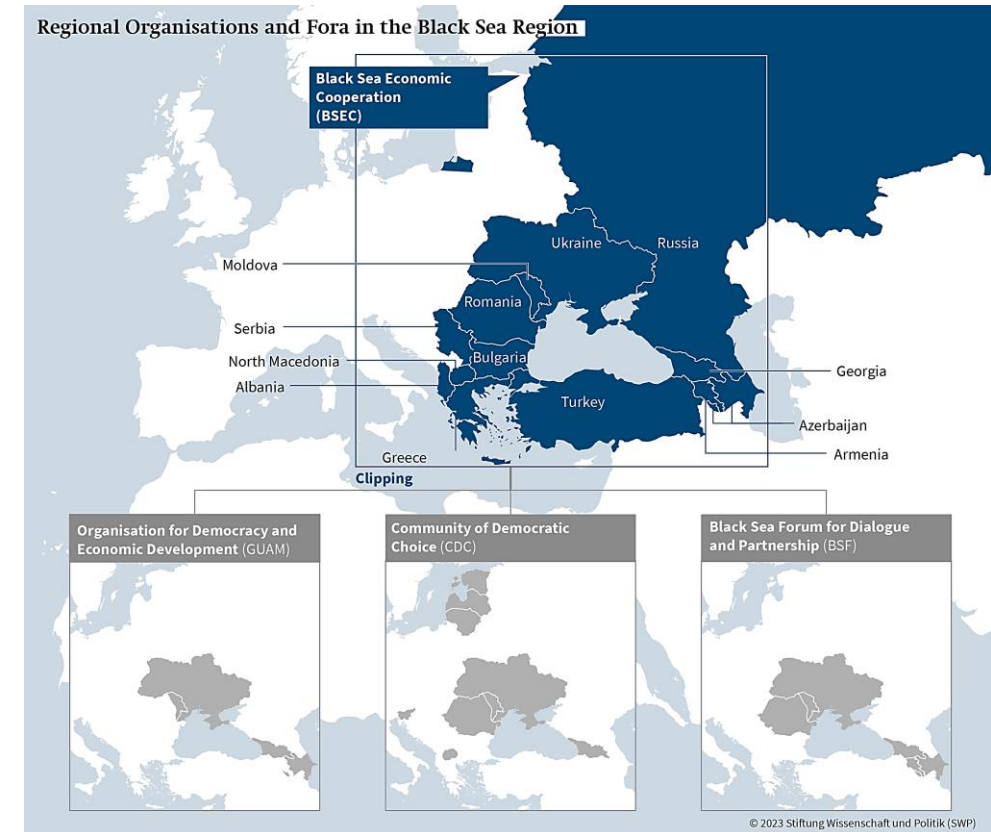 Regional Organisations and Fora in the Black Sea Region
Black Sea Economic
Cooperation
(BSEC)
Ukraine
Russia
Moldova
Romania
Serbia
North Macedonia
Bulgaria
Albania
Georgia
Turkey
Azerbaijan
Armenia
Greece
Clipping
Organisation for Democracy and
Economic Development (GUAM)
Community of Democratic
Choice (CDC)
Black Sea Forum for Dialogue
and Partnership (BSF)
© 2023 Stiftung Wissenschaft und Politik (SWP)